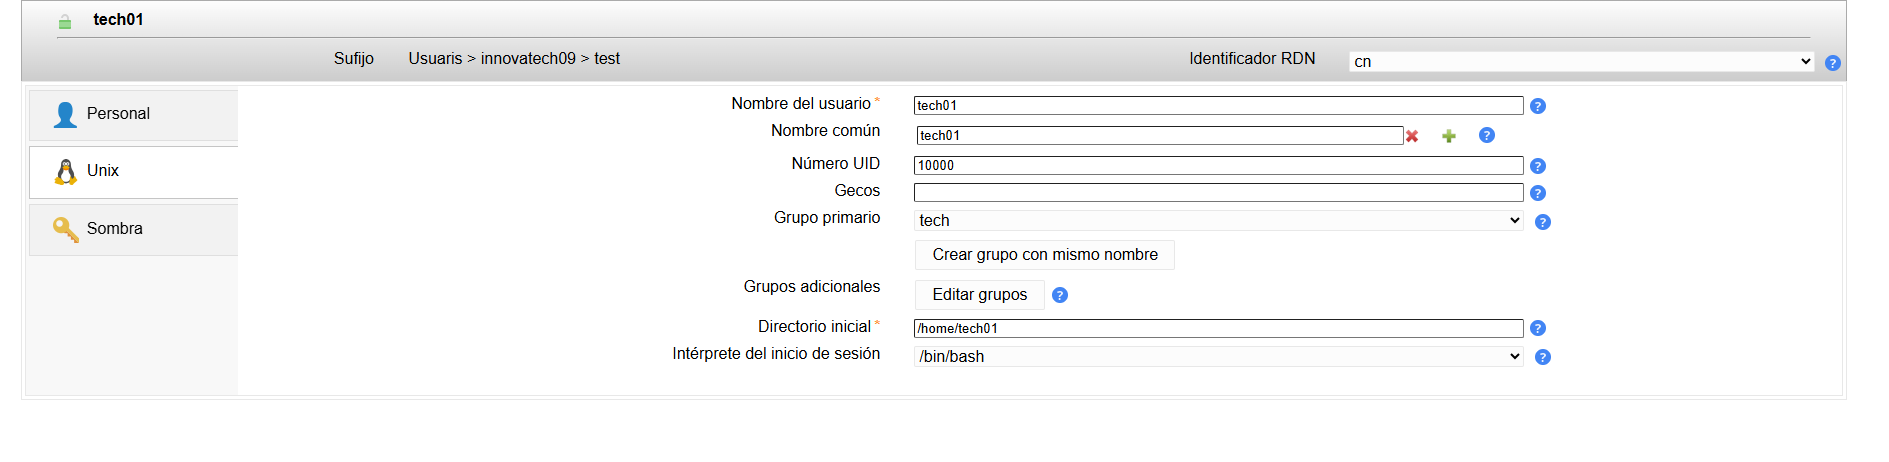 tech01
Sufijo Usuaris > innovatech09 > test Identificador RDN cn
Personal
Unix
Sombra
Nombre del usuario * tech01
Nombre común tech01
Número UID 10000
Gecos
Grupo primario tech
Crear grupo con mismo nombre
Grupos adicionales Editar grupos
Directorio inicial * /home/tech01
Intérprete del inicio de sesión /bin/bash